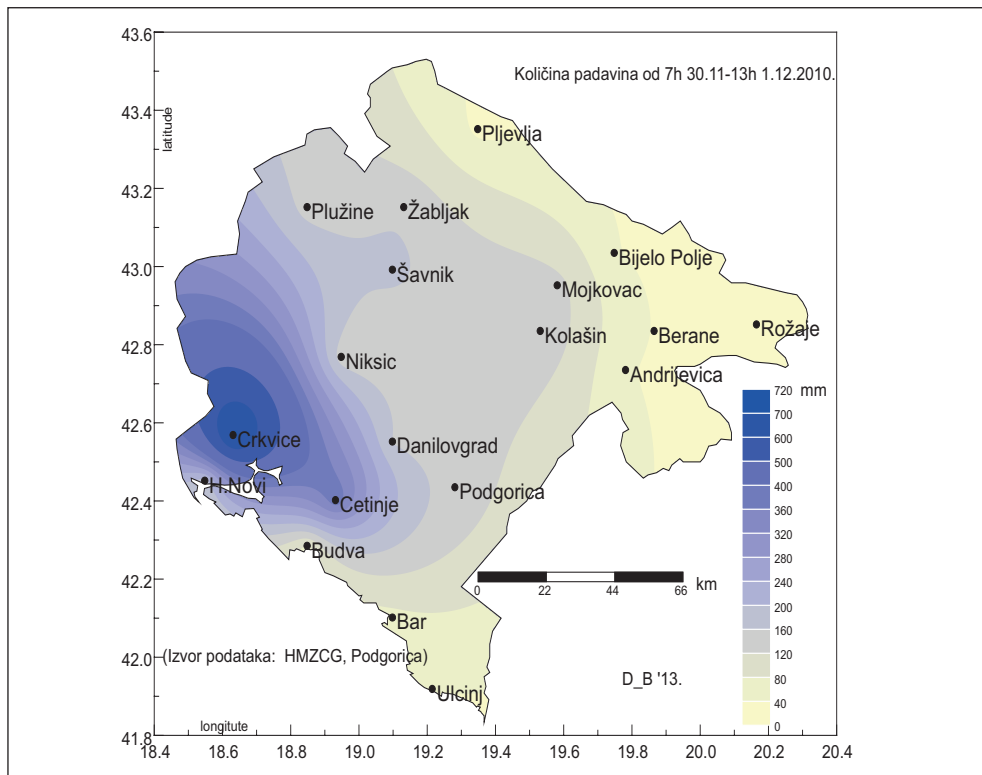 43.6
Količina padavina od 7h 30.11-13h 1.12.2010.
43.4
latitude
Pljevlja
43.2
Plužine
Žabljak
Bijelo Polje
43.0
Šavnik
Mojkovac
42.8
Kolašin
Berane
Rožaje
Niksic
Andrijevica
720 mm
700
42.6
Crkvice
Danilovgrad
600
500
H.Novi
Podgorica
400
42.4
Cetinje
360
320
Budva
280
42.2
0 22 44 66 km
240
200
Bar
160
42.0
(Izvor podataka: HMZCG, Podgorica)
120
D_B '13.
80
Ulcinj
40
longitute
0
41.8
18.4 18.6 18.8 19.0 19.2 19.4 19.6 19.8 20.0 20.2 20.4